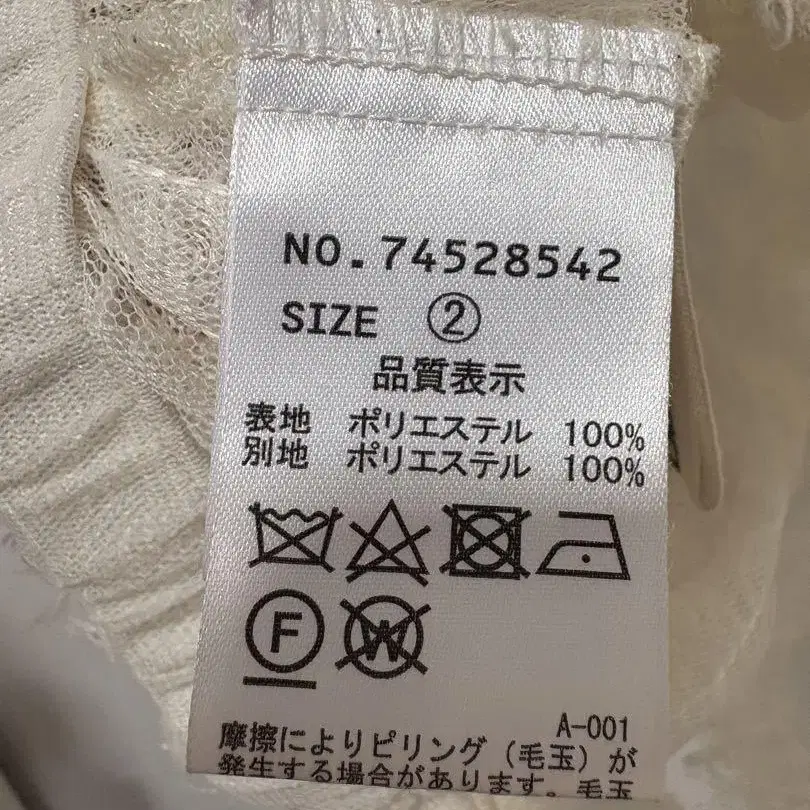 NO.74528542
SIZE ②
品質表示
表地 ポリエステル 100%
別地 ポリエステル 100%
F W
A-001
摩擦によりピリング(毛玉)が
発生する場合があります。毛玉